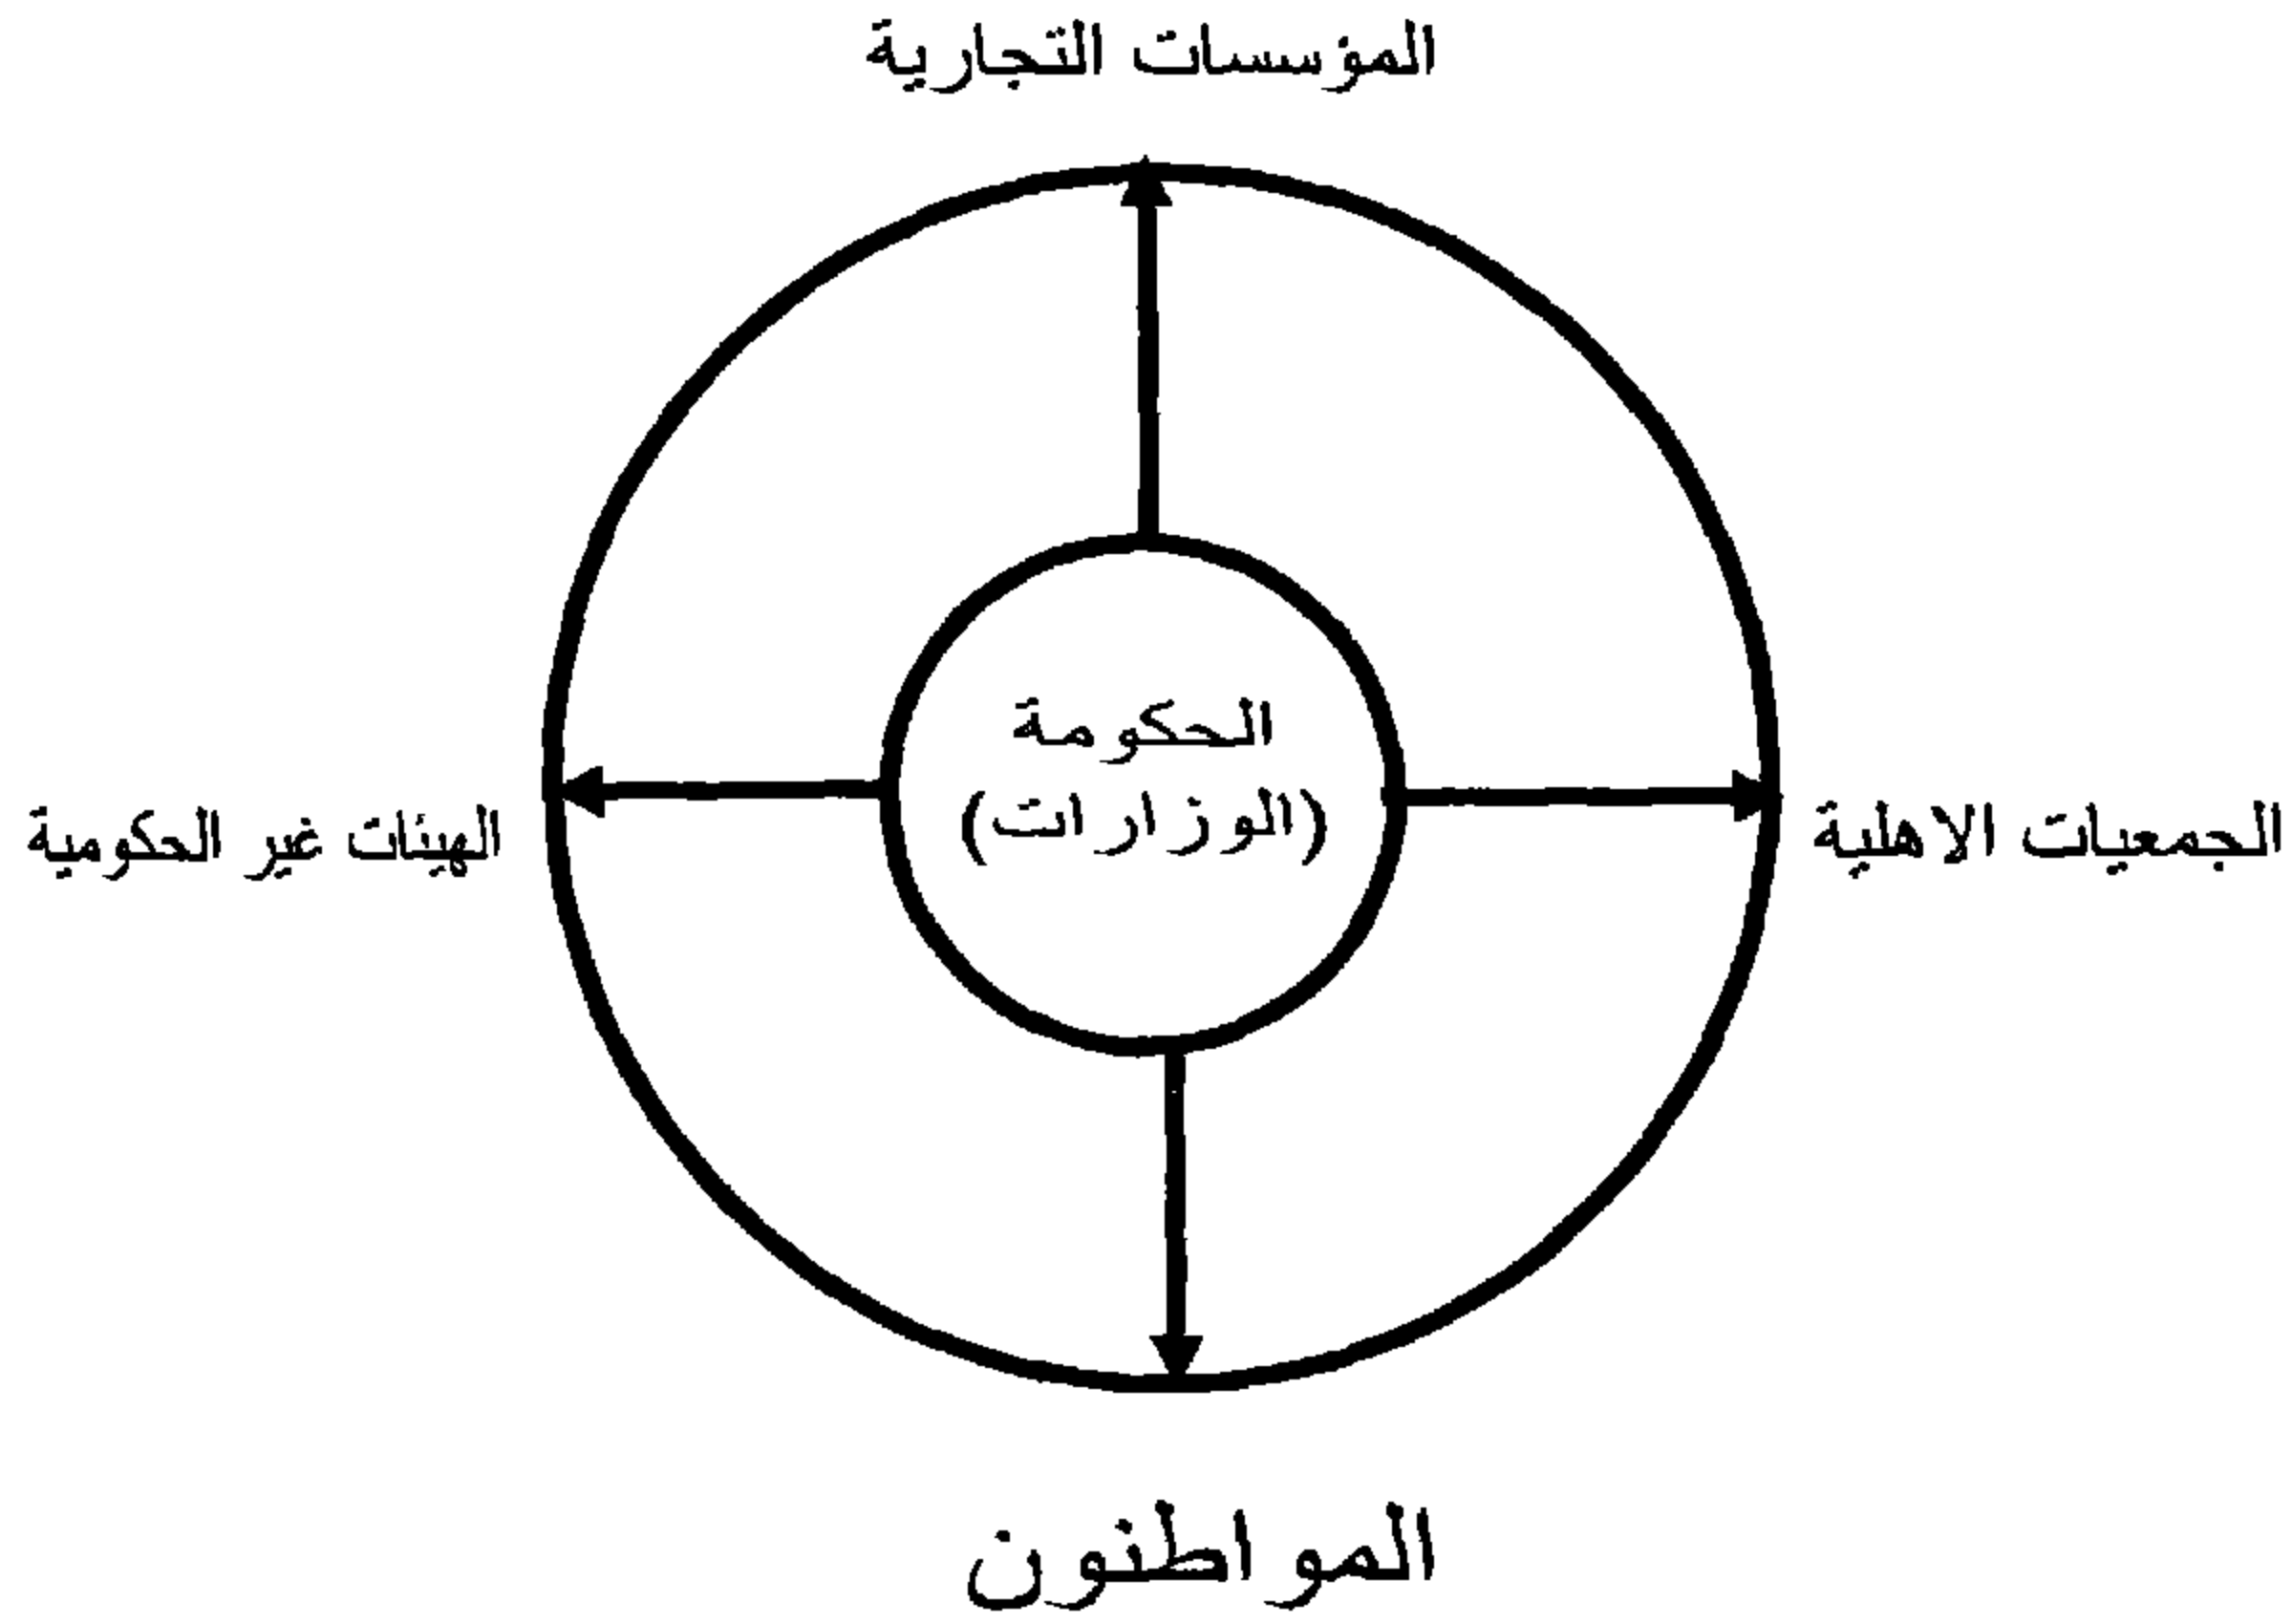 المؤسسات التجارية
الحكومة
(الوزارات)
الجمعيات الاهلية
الهيئات غير الحكومية
المواطنون